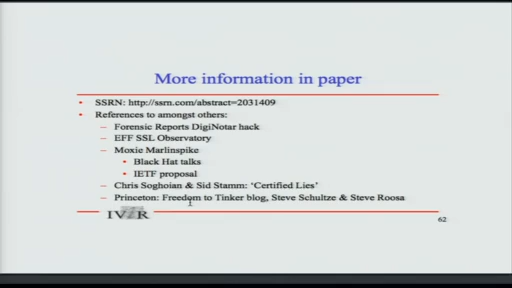 More information in paper
• SSRN: http://ssrn.com/abstract=2031409
• References to amongst others:
– Forensic Reports DigiNotar hack
– EFF SSL Observatory
– Moxie Marlinspike
• Black Hat talks
• IETF proposal
– Chris Soghoian & Sid Stamm: 'Certified Lies'
– Princeton: Freedom to Tinker blog, Steve Schultze & Steve Roosa
IViR
62